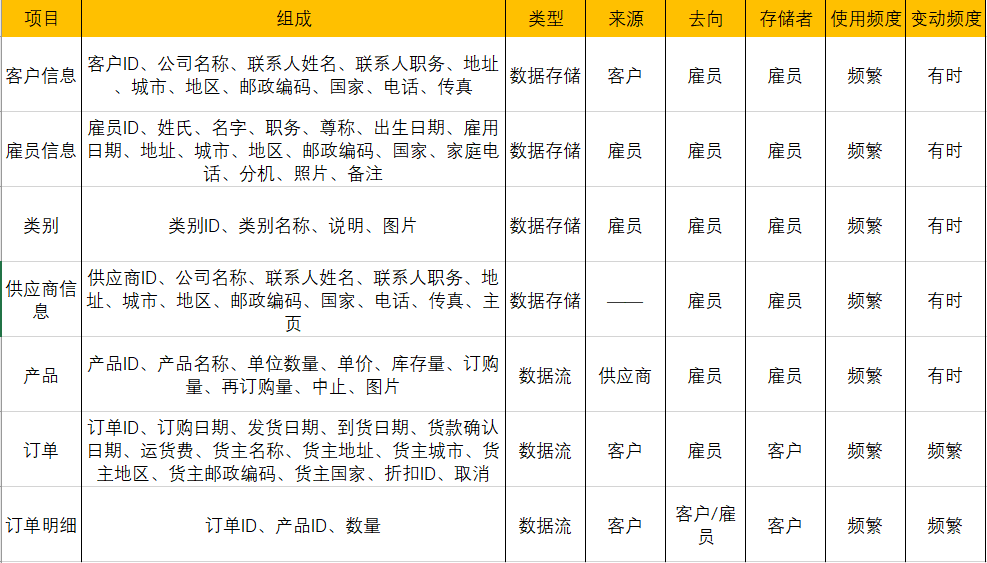 项目 组成 类型 来源 去向 存储者 使用频度 变动频度
客户信息 客户ID、公司名称、联系人姓名、联系人职务、地址
、城市、地区、邮政编码、国家、电话、传真 数据存储 客户 雇员 雇员 频繁 有时
雇员信息 雇员ID、姓氏、名字、职务、尊称、出生日期、雇用
日期、地址、城市、地区、邮政编码、国家、家庭电
话、分机、照片、备注 数据存储 雇员 雇员 雇员 频繁 有时
类别 类别ID、类别名称、说明、图片 数据存储 雇员 雇员 雇员 频繁 有时
供应商信
息 供应商ID、公司名称、联系人姓名、联系人职务、地
址、城市、地区、邮政编码、国家、电话、传真、主
页 数据存储 —— 雇员 雇员 频繁 有时
产品 产品ID、产品名称、单位数量、单价、库存量、订购
量、再订购量、中止、图片 数据流 供应商 雇员 雇员 频繁 有时
订单 订单ID、订购日期、发货日期、到货日期、货款确认
日期、运货费、货主名称、货主地址、货主城市、货
主地区、货主邮政编码、货主国家、折扣ID、取消 数据流 客户 雇员 客户 频繁 频繁
订单明细 订单ID、产品ID、数量 数据流 客户 客户/雇
员 客户 频繁 频繁